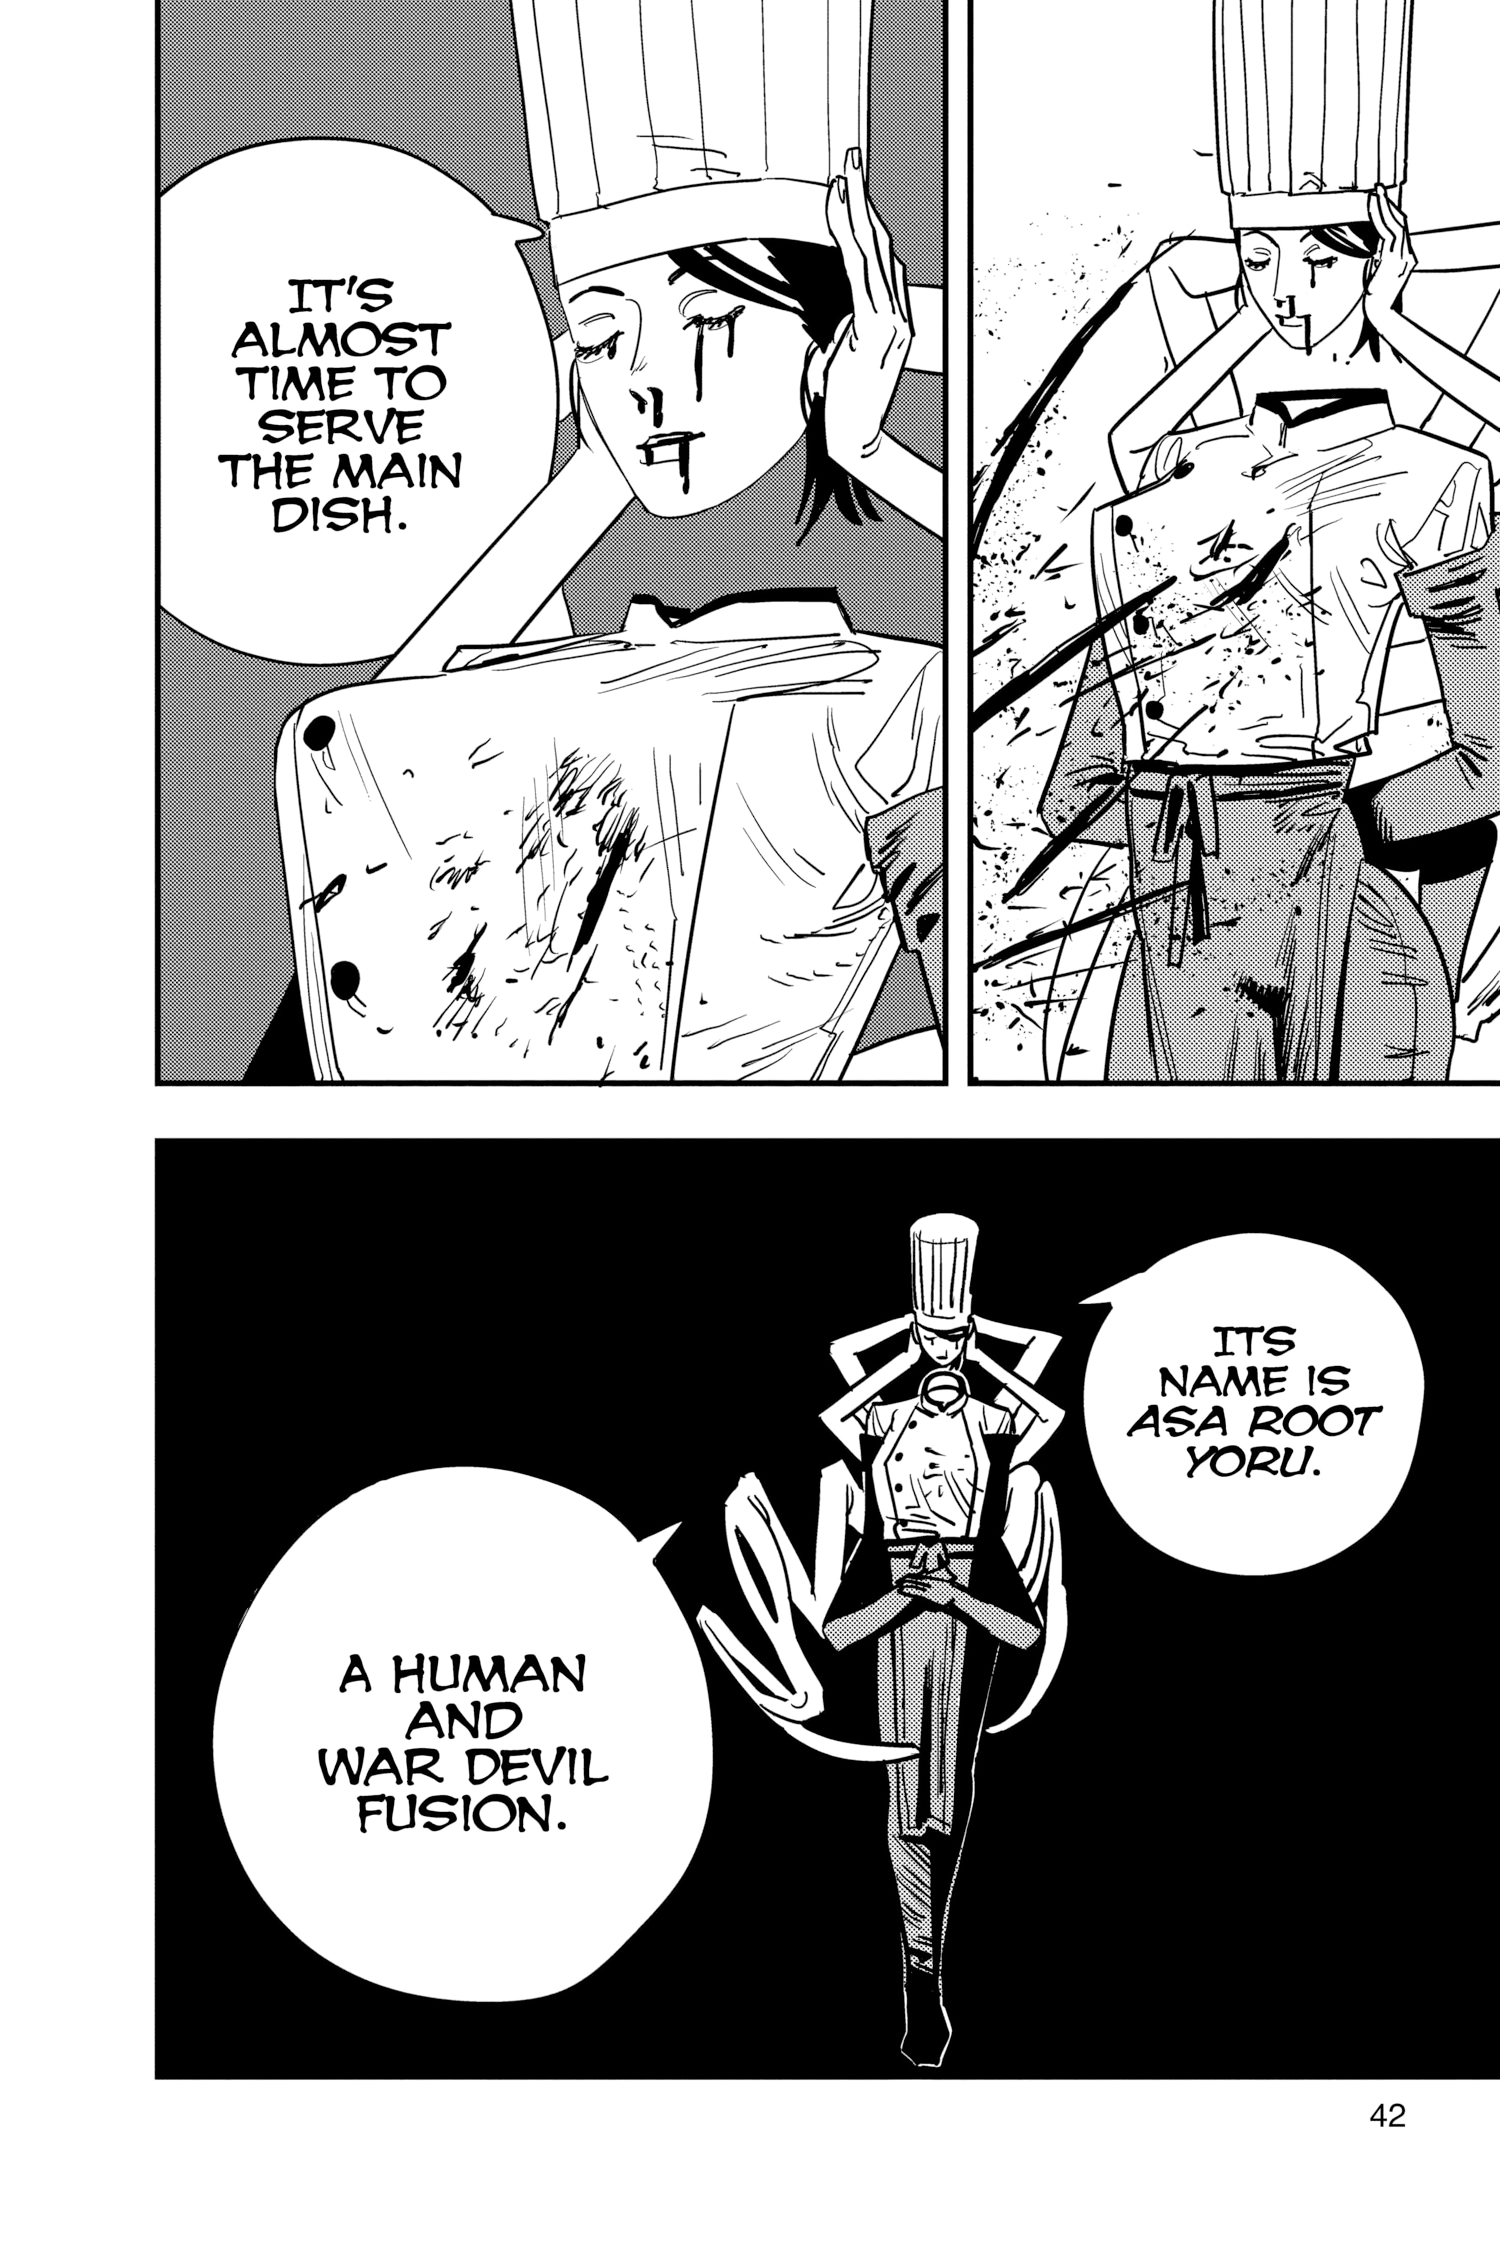 IT'S
ALMOST
TIME TO
SERVE
THE MAIN
DISH.
ITS
NAME IS
ASA ROOT
YORU.
A HUMAN
AND
WAR DEVIL
FUSION.
42